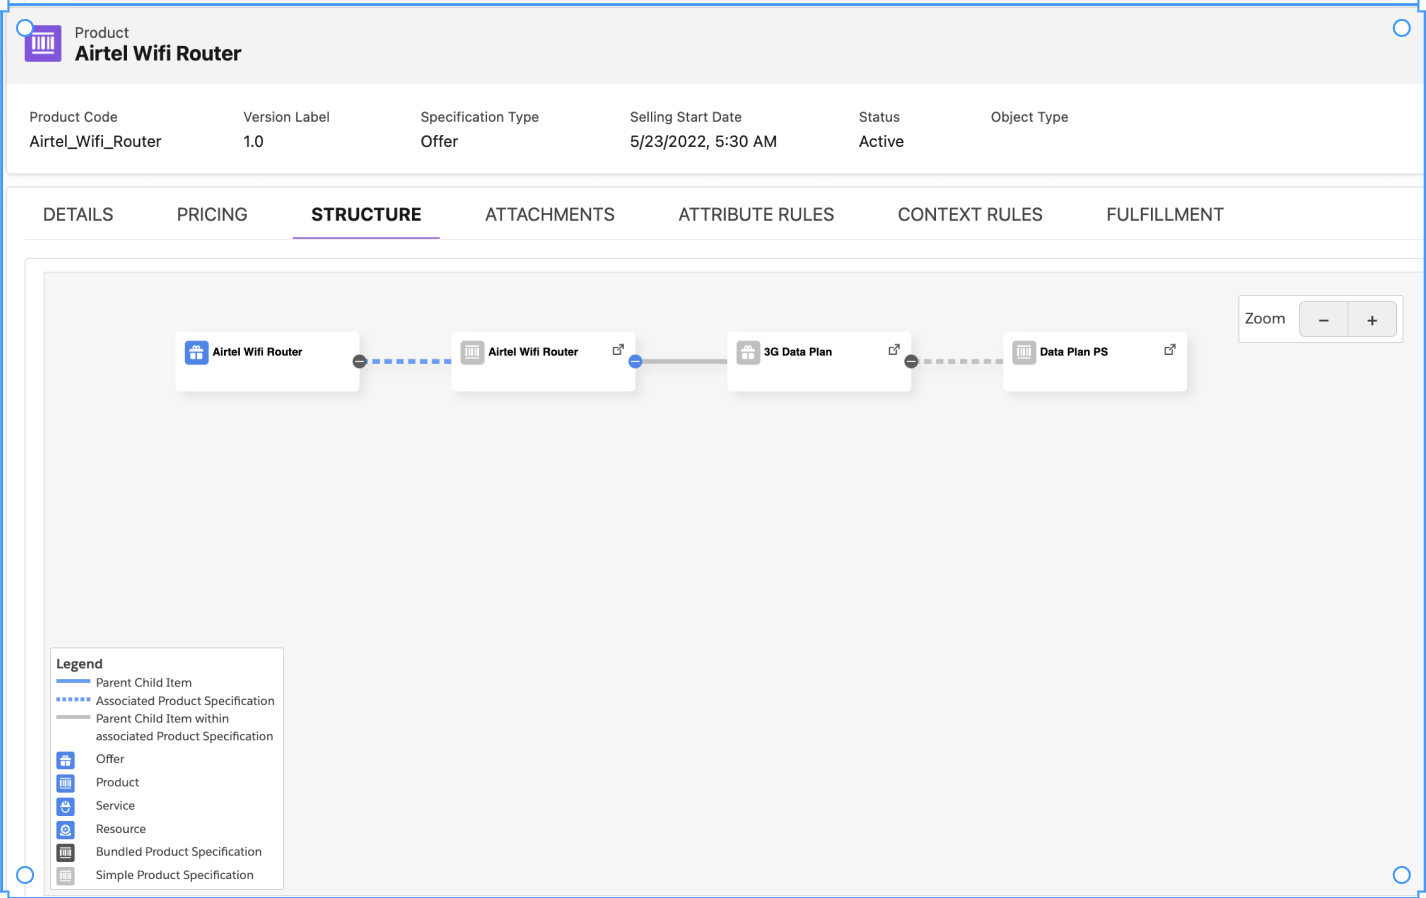 Product
Airtel Wifi Router
Product Code
Version Label
Specification Type
Selling Start Date
Status
Object Type
Airtel_Wifi_Router
1.0
Offer
5/23/2022, 5:30 AM
Active
DETAILS
PRICING
STRUCTURE
ATTACHMENTS
ATTRIBUTE RULES
CONTEXT RULES
FULFILLMENT
Zoom
Airtel Wifi Router
Airtel Wifi Router
3G Data Plan
Data Plan PS
Legend
Parent Child Item
Associated Product Specification
Parent Child Item within
associated Product Specification
Offer
Product
Service
Resource
Bundled Product Specification
Simple Product Specification